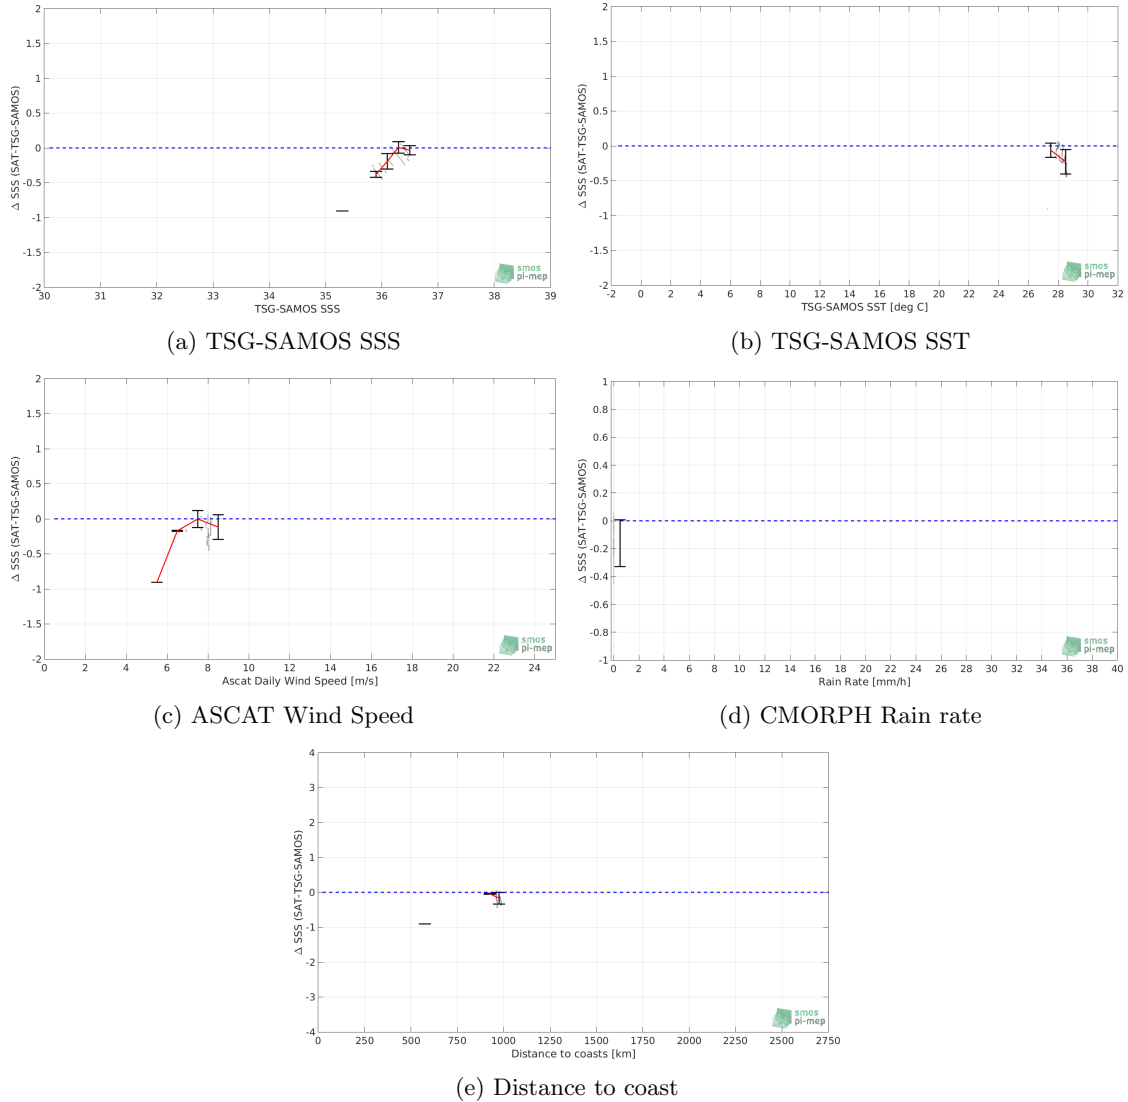 2
1.5
1
0.5
0
-0.5
-1
-1.5
-2
Δ SSS (SAT-TSG-SAMOS)
30 31 32 33 34 35 36 37 38 39
TSG-SAMOS SSS
smos
pi-mep
(a) TSG-SAMOS SSS
2
1.5
1
0.5
0
-0.5
-1
-1.5
-2
Δ SSS (SAT-TSG-SAMOS)
-2 0 2 4 6 8 10 12 14 16 18 20 22 24 26 28 30 32
TSG-SAMOS SST [deg C]
smos
pi-mep
(b) TSG-SAMOS SST
2
1.5
1
0.5
0
-0.5
-1
-1.5
-2
Δ SSS (SAT-TSG-SAMOS)
0 2 4 6 8 10 12 14 16 18 20 22 24
Ascat Daily Wind Speed [m/s]
smos
pi-mep
(c) ASCAT Wind Speed
1
0.8
0.6
0.4
0.2
0
-0.2
-0.4
-0.6
-0.8
-1
Δ SSS (SAT-TSG-SAMOS)
0 2 4 6 8 10 12 14 16 18 20 22 24 26 28 30 32 34 36 38 40
Rain Rate [mm/h]
smos
pi-mep
(d) CMORPH Rain rate
4
3
2
1
0
-1
-2
-3
-4
Δ SSS (SAT-TSG-SAMOS)
0 250 500 750 1000 1250 1500 1750 2000 2250 2500 2750
Distance to coasts [km]
smos
pi-mep
(e) Distance to coast